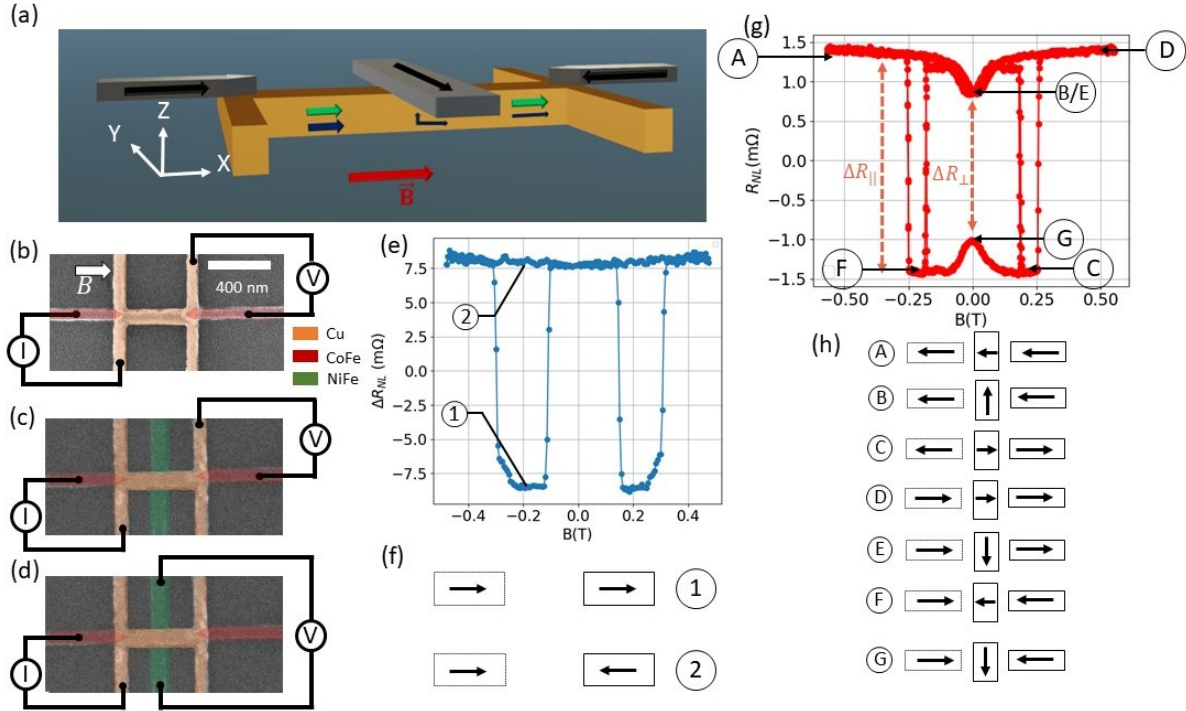 (a)
Z
Y
X
B
(b)
B
400 nm
I
V
Cu
CoFe
NiFe
(c)
I
V
(d)
I
V
(e)
ΔR_NL (mΩ)
7.5
5.0
2.5
0.0
−2.5
−5.0
−7.5
2
1
−0.4 −0.2 0.0 0.2 0.4
B(T)
(f)
1
2
(g)
R_NL(mΩ)
1.5
1.0
0.5
0.0
−0.5
−1.0
−1.5
A
D
B/E
ΔR_||
ΔR_⊥
G
F
C
−0.50 −0.25 0.00 0.25 0.50
B(T)
(h)
A
B
C
D
E
F
G